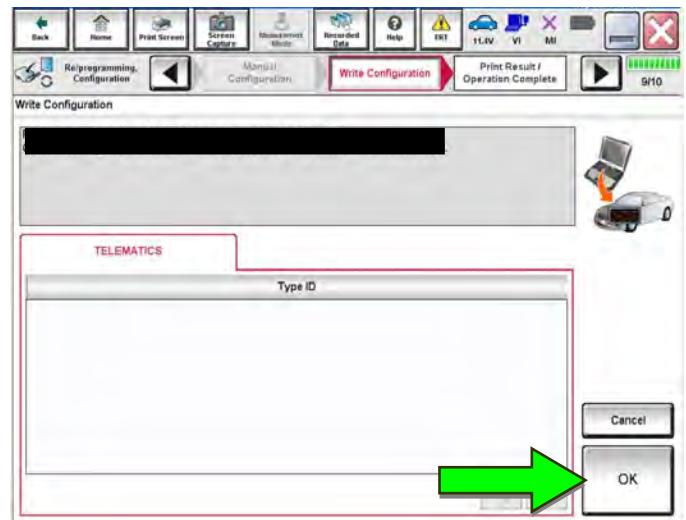 Back
Home
Print Screen
Screen Capture
Measurement Mode
Recorded Data
Help
ERT
11.4V
VI
MI
Re/programming, Configuration
Manual Configuration
Write Configuration
Print Result / Operation Complete
9/10
Write Configuration
TELEMATICS
Type ID
Cancel
OK